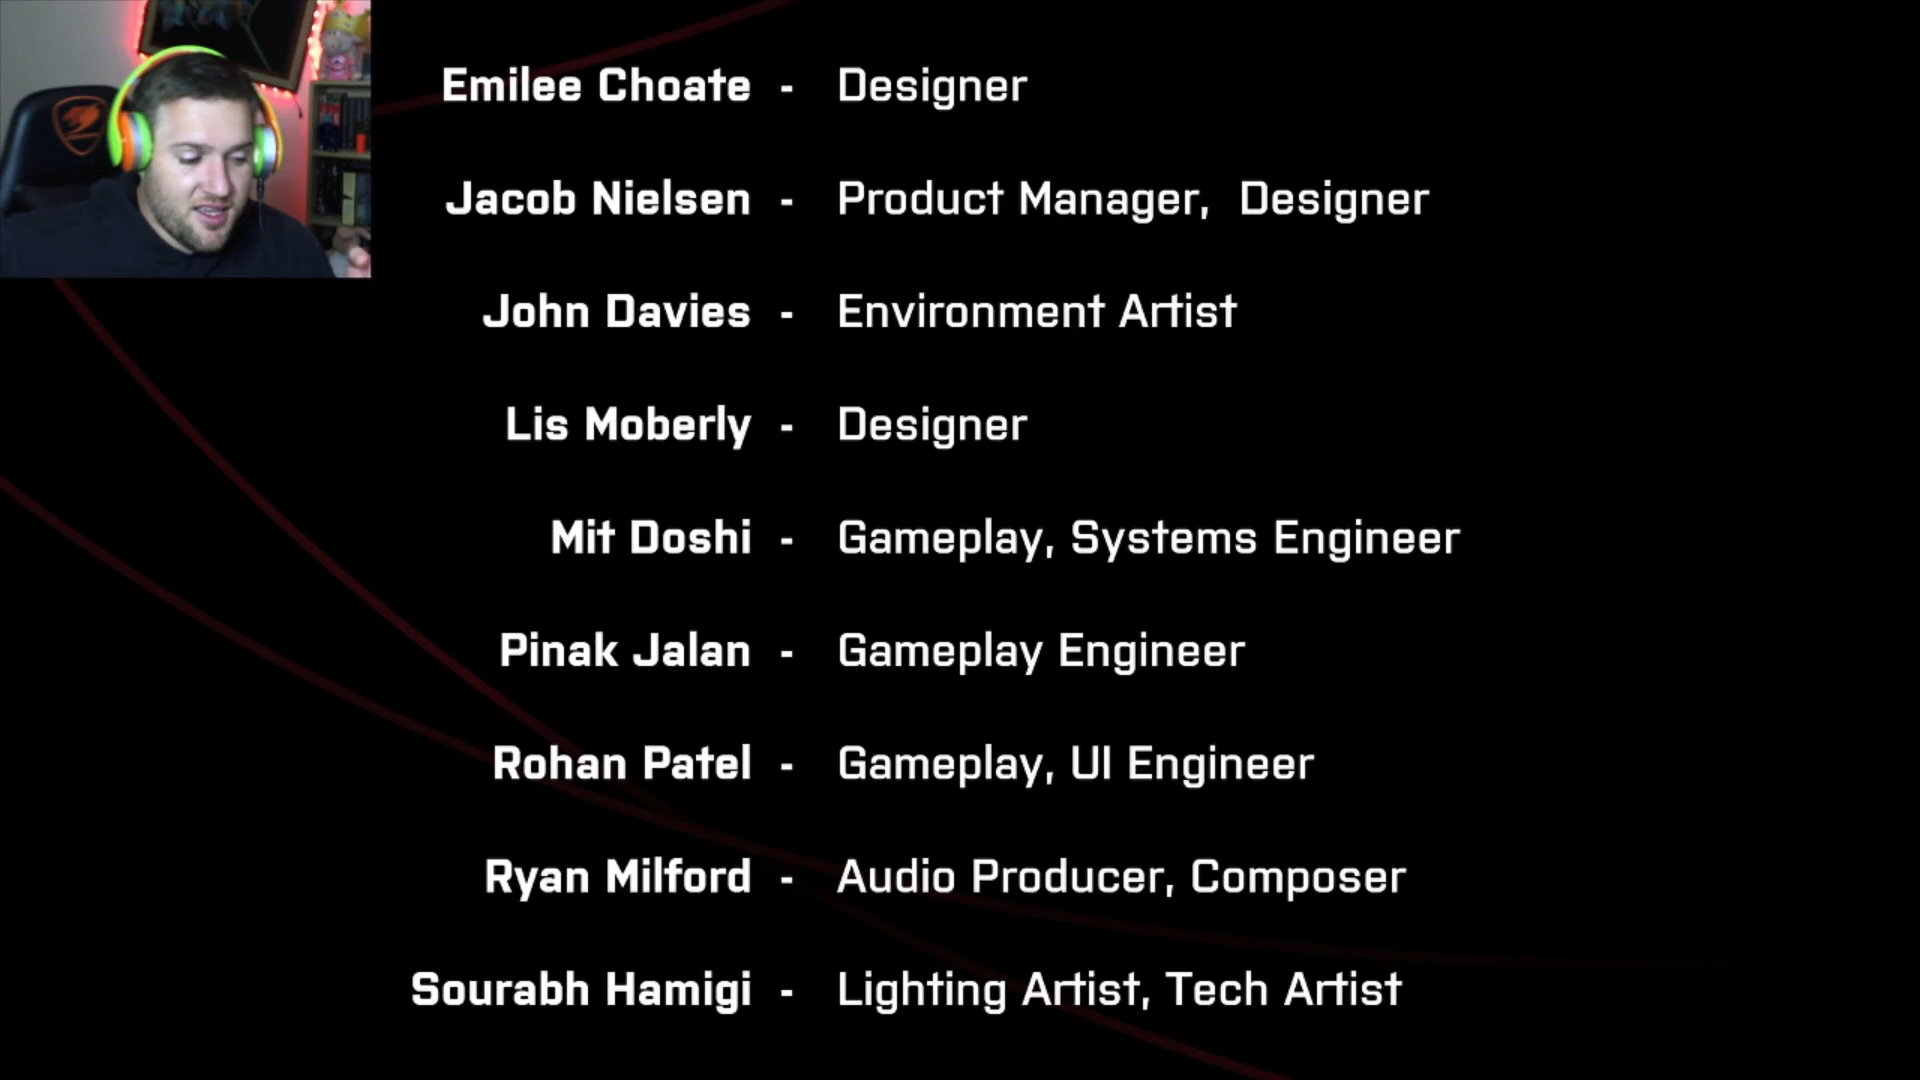 Emilee Choate - Designer
Jacob Nielsen - Product Manager, Designer
John Davies - Environment Artist
Lis Moberly - Designer
Mit Doshi - Gameplay, Systems Engineer
Pinak Jalan - Gameplay Engineer
Rohan Patel - Gameplay, UI Engineer
Ryan Milford - Audio Producer, Composer
Sourabh Hamigi - Lighting Artist, Tech Artist